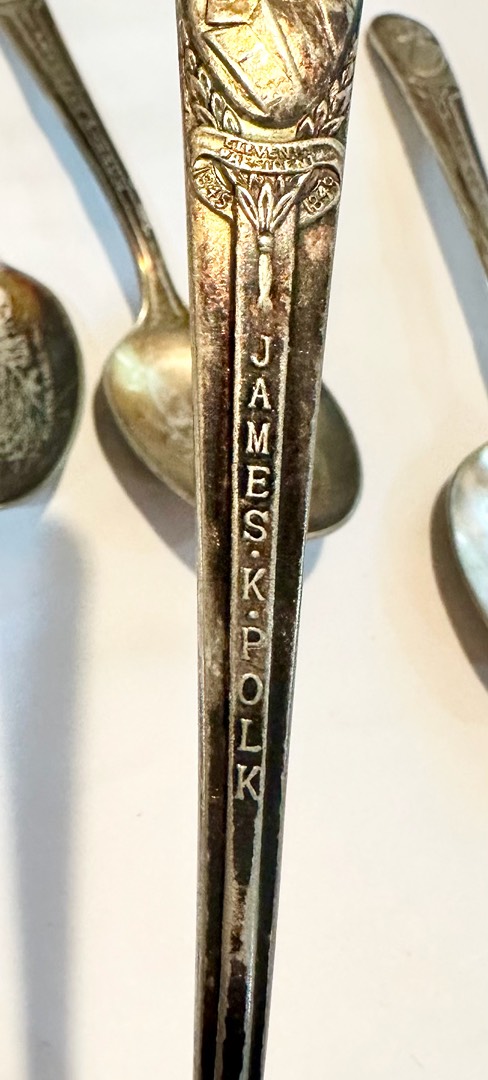 ELEVENTH
PRESIDENT
1845
1849
JAMES·K·POLK